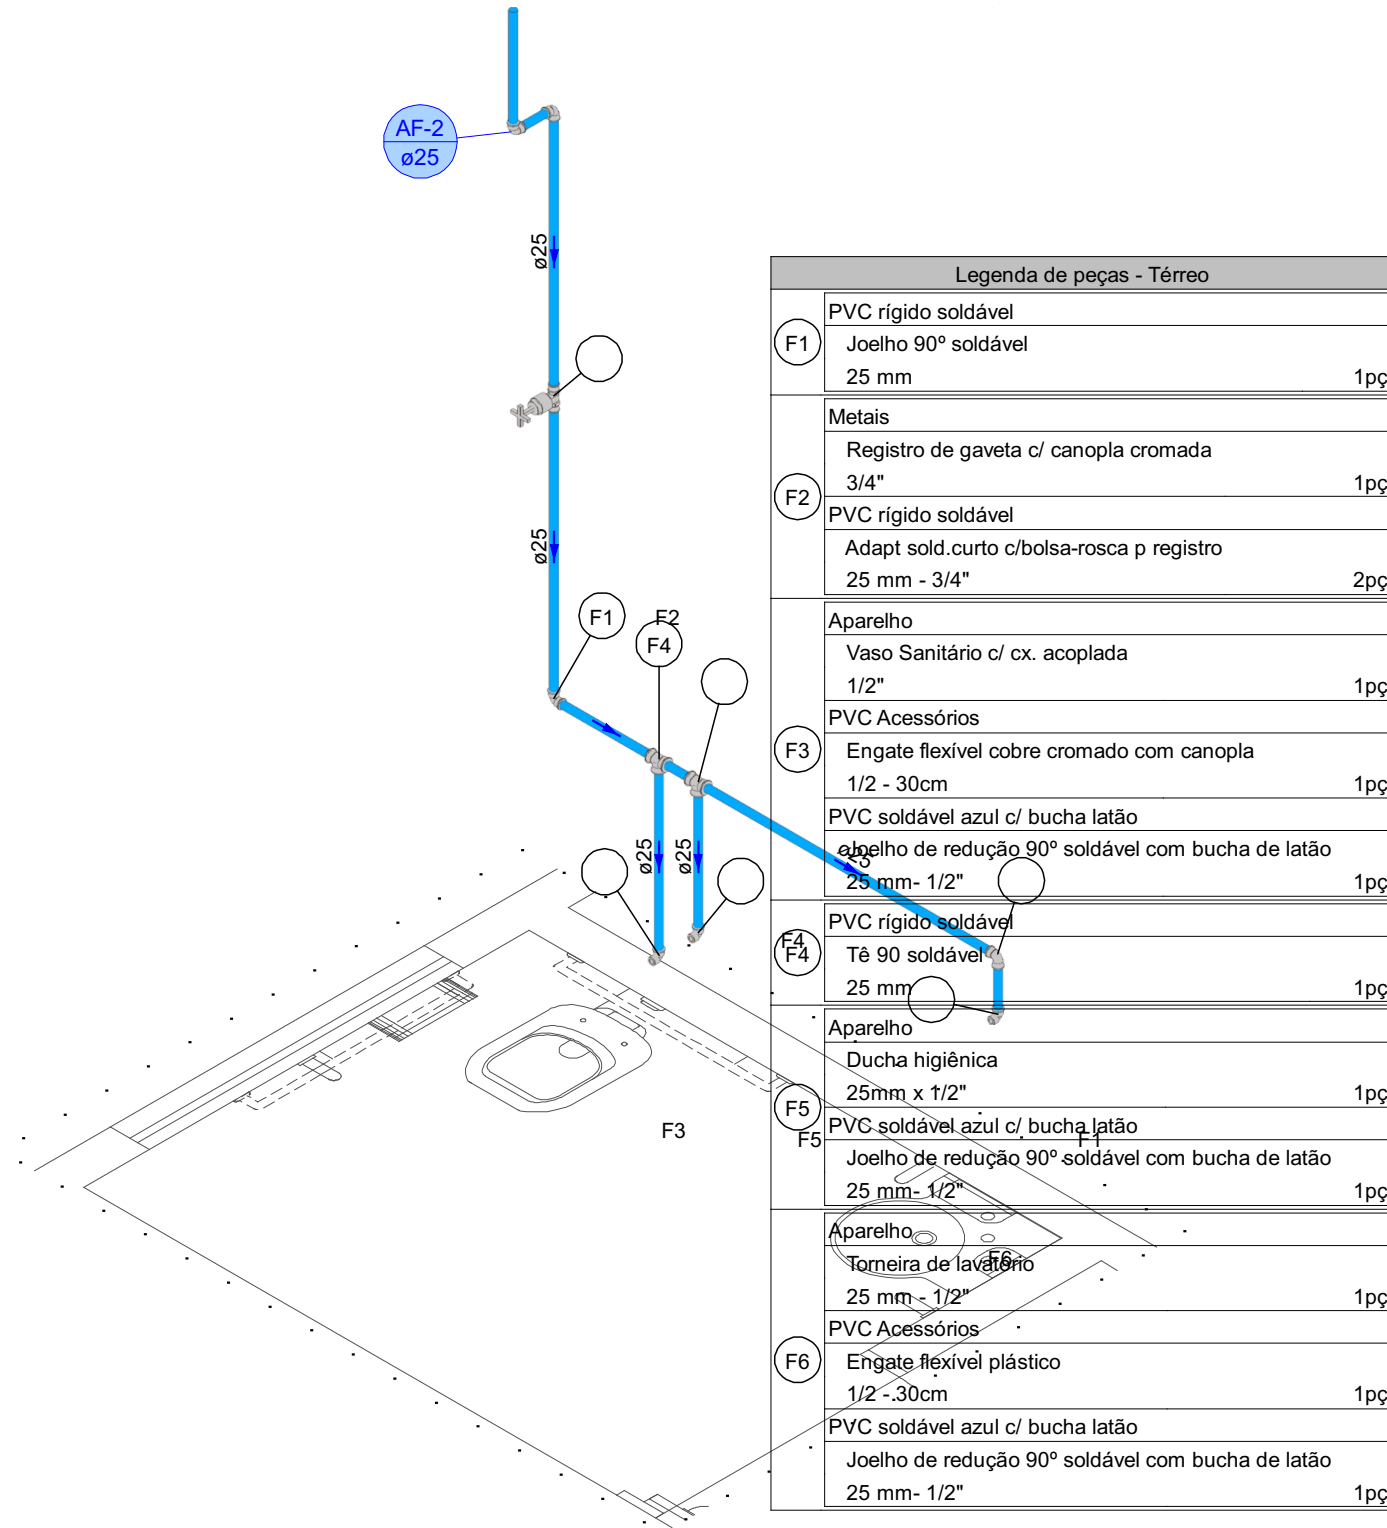 AF-2
ø25
ø25
ø25
F1
F2
F4
ø25
ø25
ø25
F4
F3
F5
F1
F6
Legenda de peças - Térreo
F1
PVC rígido soldável
Joelho 90º soldável
25 mm 1pç
F2
Metais
Registro de gaveta c/ canopla cromada
3/4" 1pç
PVC rígido soldável
Adapt sold.curto c/bolsa-rosca p registro
25 mm - 3/4" 2pç
F3
Aparelho
Vaso Sanitário c/ cx. acoplada
1/2" 1pç
PVC Acessórios
Engate flexível cobre cromado com canopla
1/2 - 30cm 1pç
PVC soldável azul c/ bucha latão
Joelho de redução 90º soldável com bucha de latão
25 mm- 1/2" 1pç
F4
PVC rígido soldável
Tê 90 soldável
25 mm 1pç
F5
Aparelho
Ducha higiênica
25mm x 1/2" 1pç
PVC soldável azul c/ bucha latão
Joelho de redução 90º soldável com bucha de latão
25 mm- 1/2" 1pç
F6
Aparelho
Torneira de lavatório
25 mm - 1/2" 1pç
PVC Acessórios
Engate flexível plástico
1/2 - 30cm 1pç
PVC soldável azul c/ bucha latão
Joelho de redução 90º soldável com bucha de latão
25 mm- 1/2" 1pç